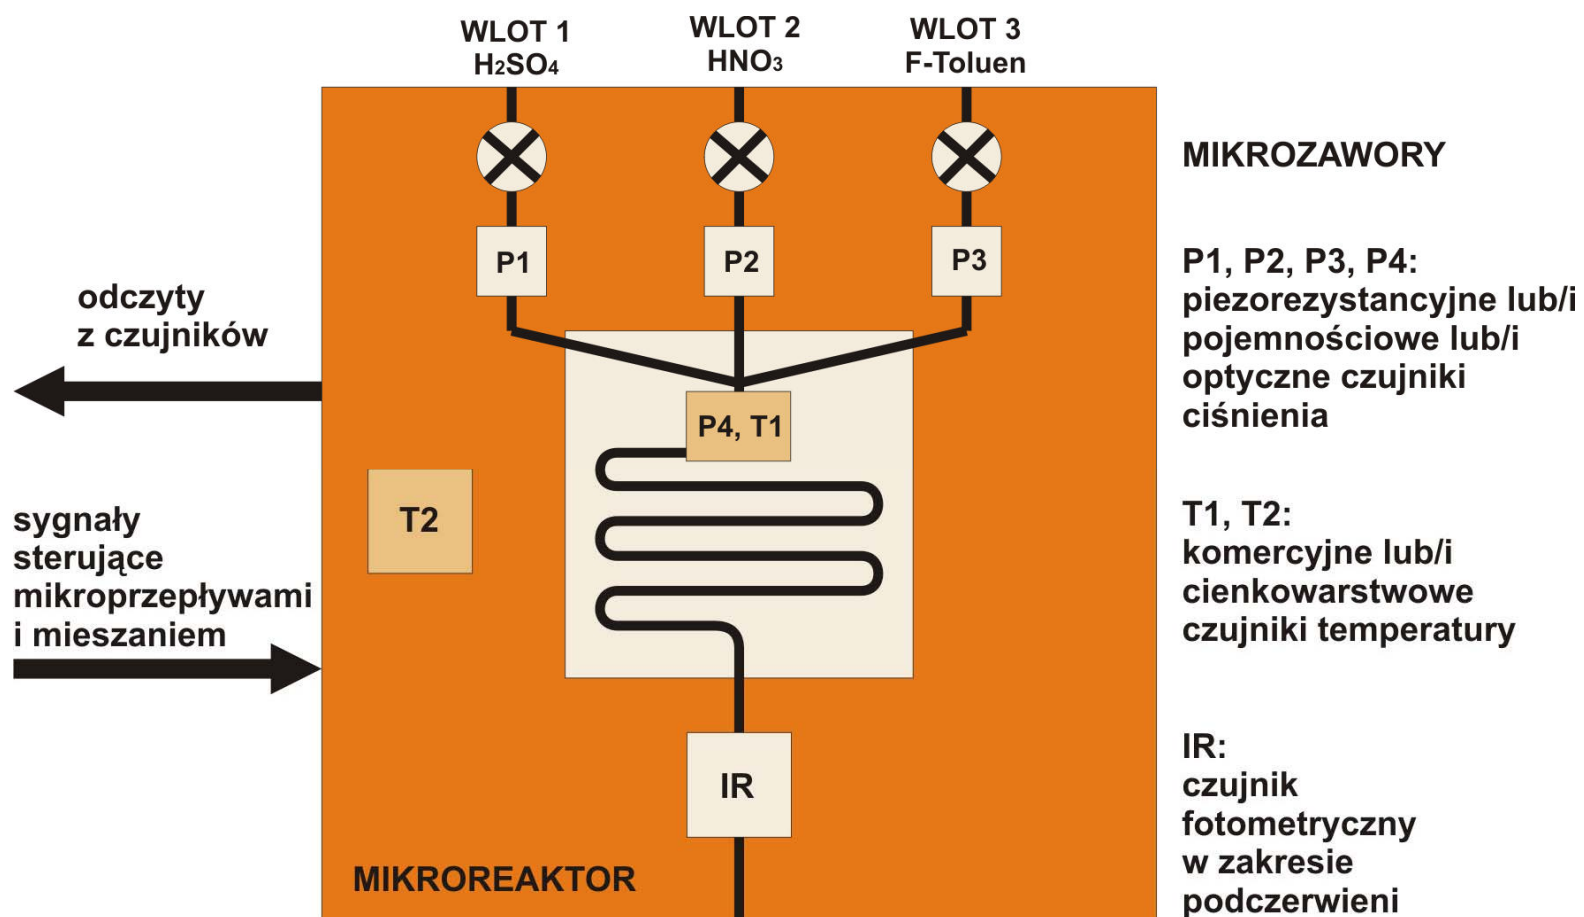 WLOT 1
H₂SO₄
WLOT 2
HNO₃
WLOT 3
F-Toluen
MIKROZAWORY
P1
P2
P3
P1, P2, P3, P4:
piezorezystancyjne lub/i
pojemnościowe lub/i
optyczne czujniki
ciśnienia
odczyty
z czujników
P4, T1
T2
sygnały
sterujące
mikroprzepływami
i mieszaniem
T1, T2:
komercyjne lub/i
cienkowarstwowe
czujniki temperatury
IR
IR:
czujnik
fotometryczny
w zakresie
podczerwieni
MIKROREAKTOR